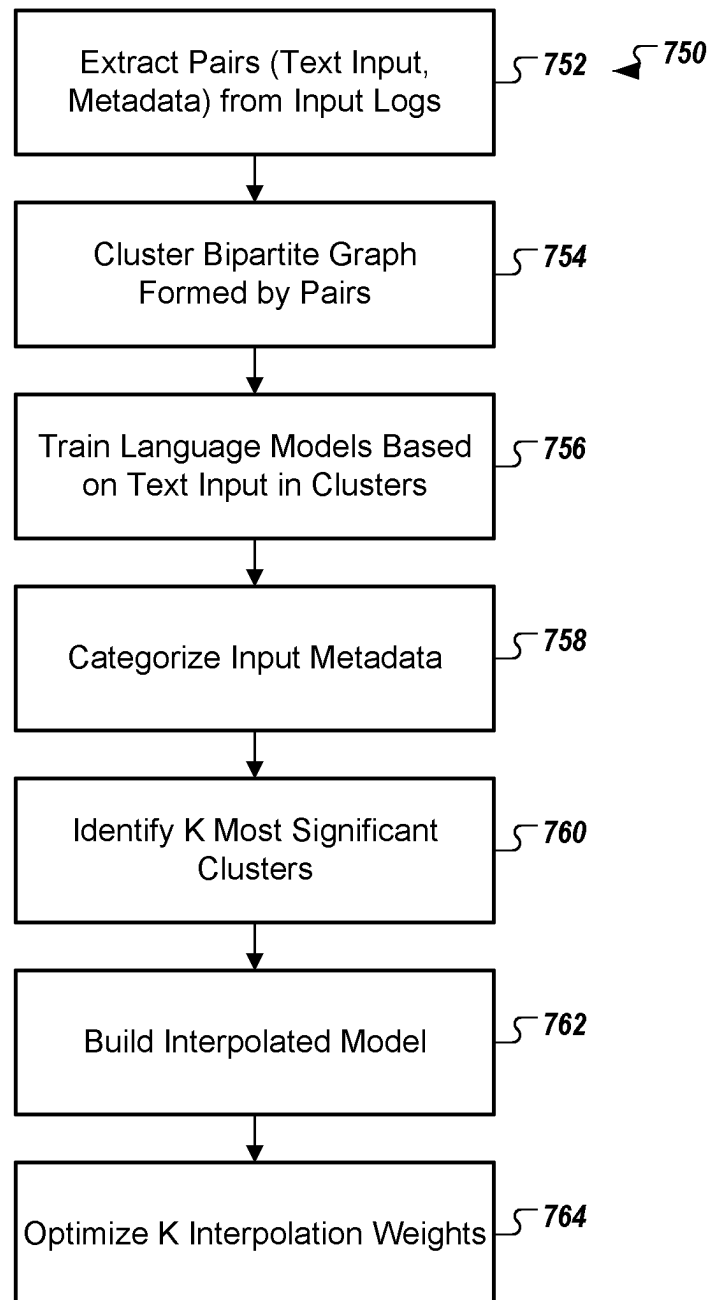 Extract Pairs (Text Input,
Metadata) from Input Logs
752
750
Cluster Bipartite Graph
Formed by Pairs
754
Train Language Models Based
on Text Input in Clusters
756
Categorize Input Metadata
758
Identify K Most Significant
Clusters
760
Build Interpolated Model
762
Optimize K Interpolation Weights
764